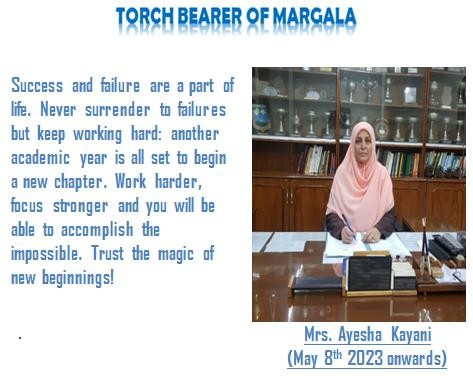 TORCH BEARER OF MARGALA
Success and failure are a part of
life. Never surrender to failures
but keep working hard: another
academic year is all set to begin
a new chapter. Work harder,
focus stronger and you will be
able to accomplish the
impossible. Trust the magic of
new beginnings!
.
Mrs. Ayesha Kayani
(May 8th 2023 onwards)